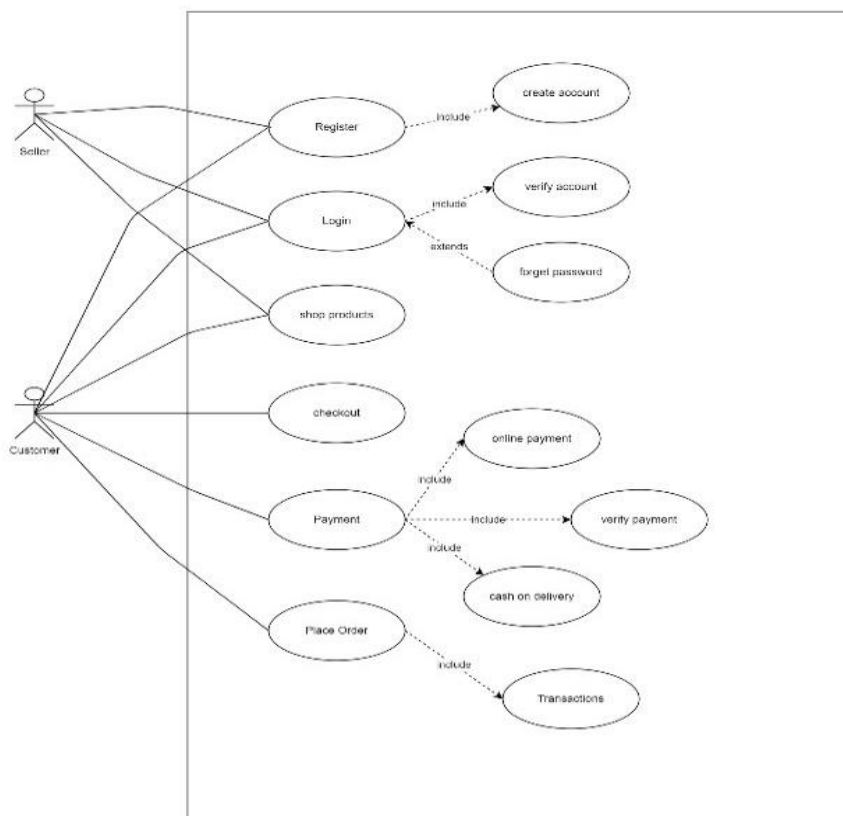 create account
include
Register
Seller
verify account
include
Login
extends
forget password
shop products
checkout
Customer
online payment
include
Payment
include
verify payment
include
cash on delivery
Place Order
include
Transactions